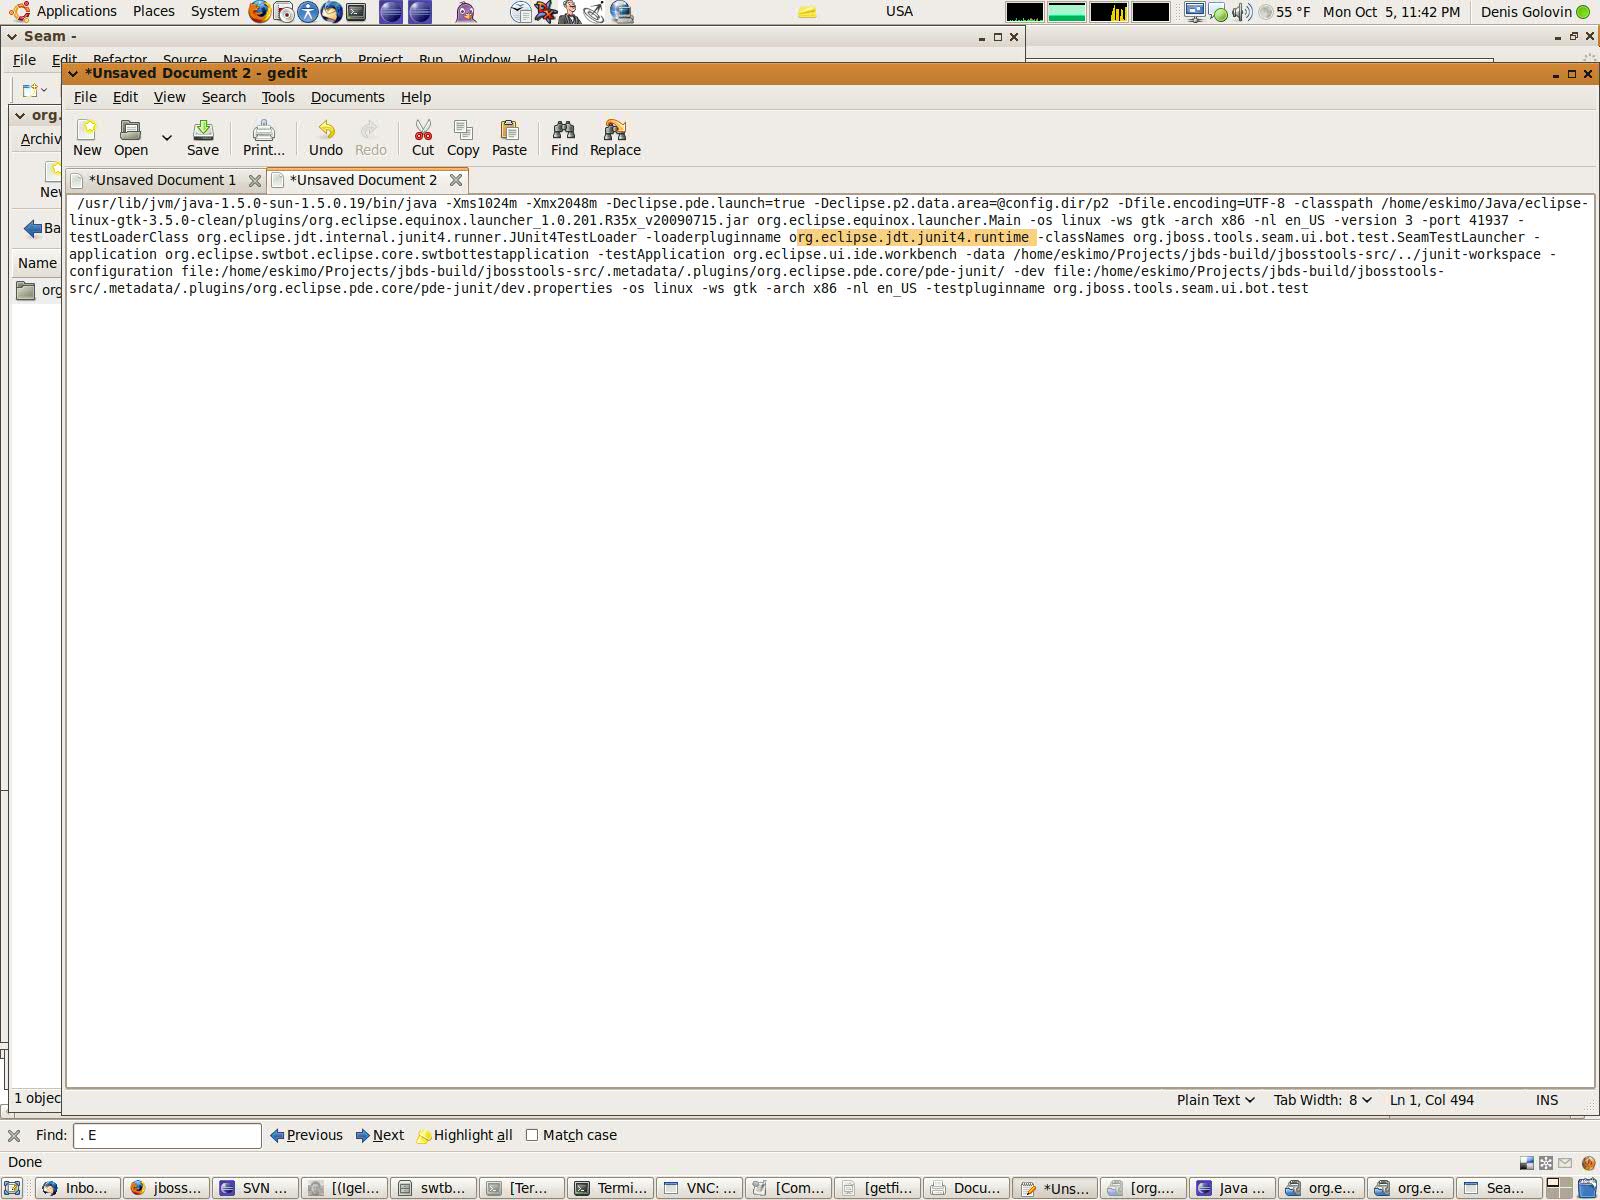 Applications Places System USA 55 °F Mon Oct 5, 11:42 PM Denis Golovin
Seam -
File Edit Refactor Source Navigate Search Project Run Window Help
*Unsaved Document 2 - gedit
org.
File Edit View Search Tools Documents Help
Archiv
New Open Save Print... Undo Redo Cut Copy Paste Find Replace
*Unsaved Document 1 *Unsaved Document 2
Nev
/usr/lib/jvm/java-1.5.0-sun-1.5.0.19/bin/java -Xms1024m -Xmx2048m -Declipse.pde.launch=true -Declipse.p2.data.area=@config.dir/p2 -Dfile.encoding=UTF-8 -classpath /home/eskimo/Java/eclipse-
linux-gtk-3.5.0-clean/plugins/org.eclipse.equinox.launcher_1.0.201.R35x_v20090715.jar org.eclipse.equinox.launcher.Main -os linux -ws gtk -arch x86 -nl en_US -version 3 -port 41937 -
testLoaderClass org.eclipse.jdt.internal.junit4.runner.JUnit4TestLoader -loaderpluginname org.eclipse.jdt.junit4.runtime -classNames org.jboss.tools.seam.ui.bot.test.SeamTestLauncher -
application org.eclipse.swtbot.eclipse.core.swtbottestapplication -testApplication org.eclipse.ui.ide.workbench -data /home/eskimo/Projects/jbds-build/jbosstools-src/../junit-workspace -
configuration file:/home/eskimo/Projects/jbds-build/jbosstools-src/.metadata/.plugins/org.eclipse.pde.core/pde-junit/ -dev file:/home/eskimo/Projects/jbds-build/jbosstools-
src/.metadata/.plugins/org.eclipse.pde.core/pde-junit/dev.properties -os linux -ws gtk -arch x86 -nl en_US -testpluginname org.jboss.tools.seam.ui.bot.test
Ba
Name
org
1 objec
Plain Text Tab Width: 8 Ln 1, Col 494 INS
Find: . E Previous Next Highlight all Match case
Done
Inbo... jboss... SVN ... [(Igel... swtb... [Ter... Termi... VNC: ... [Com... [getfi... Docu... *Uns... [org.... Java ... org.e... org.e... Sea...